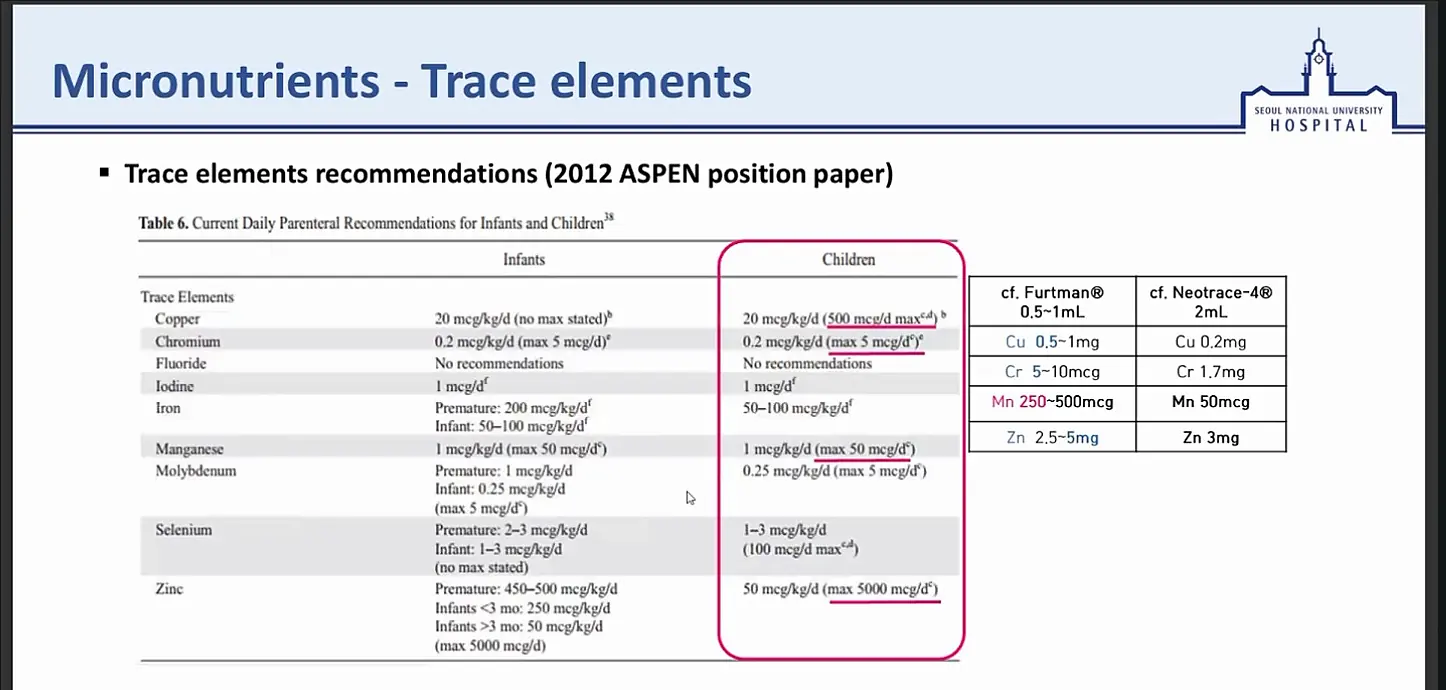 Micronutrients - Trace elements
SEOUL NATIONAL UNIVERSITY
HOSPITAL
▪ Trace elements recommendations (2012 ASPEN position paper)
Table 6. Current Daily Parenteral Recommendations for Infants and Children38
Infants Children
Trace Elements
Copper 20 mcg/kg/d (no max stated)b 20 mcg/kg/d (500 mcg/d maxc,d) b
Chromium 0.2 mcg/kg/d (max 5 mcg/d)e 0.2 mcg/kg/d (max 5 mcg/dc)e
Fluoride No recommendations No recommendations
Iodine 1 mcg/df 1 mcg/df
Iron Premature: 200 mcg/kg/df 50–100 mcg/kg/df
Infant: 50–100 mcg/kg/df
Manganese 1 mcg/kg/d (max 50 mcg/dc) 1 mcg/kg/d (max 50 mcg/dc)
Molybdenum Premature: 1 mcg/kg/d 0.25 mcg/kg/d (max 5 mcg/dc)
Infant: 0.25 mcg/kg/d
(max 5 mcg/dc)
Selenium Premature: 2–3 mcg/kg/d 1–3 mcg/kg/d
Infant: 1–3 mcg/kg/d (100 mcg/d maxc,d)
(no max stated)
Zinc Premature: 450–500 mcg/kg/d 50 mcg/kg/d (max 5000 mcg/dc)
Infants <3 mo: 250 mcg/kg/d
Infants >3 mo: 50 mcg/kg/d
(max 5000 mcg/d)
cf. Furtman® cf. Neotrace-4®
0.5~1mL 2mL
Cu 0.5~1mg Cu 0.2mg
Cr 5~10mcg Cr 1.7mg
Mn 250~500mcg Mn 50mcg
Zn 2.5~5mg Zn 3mg